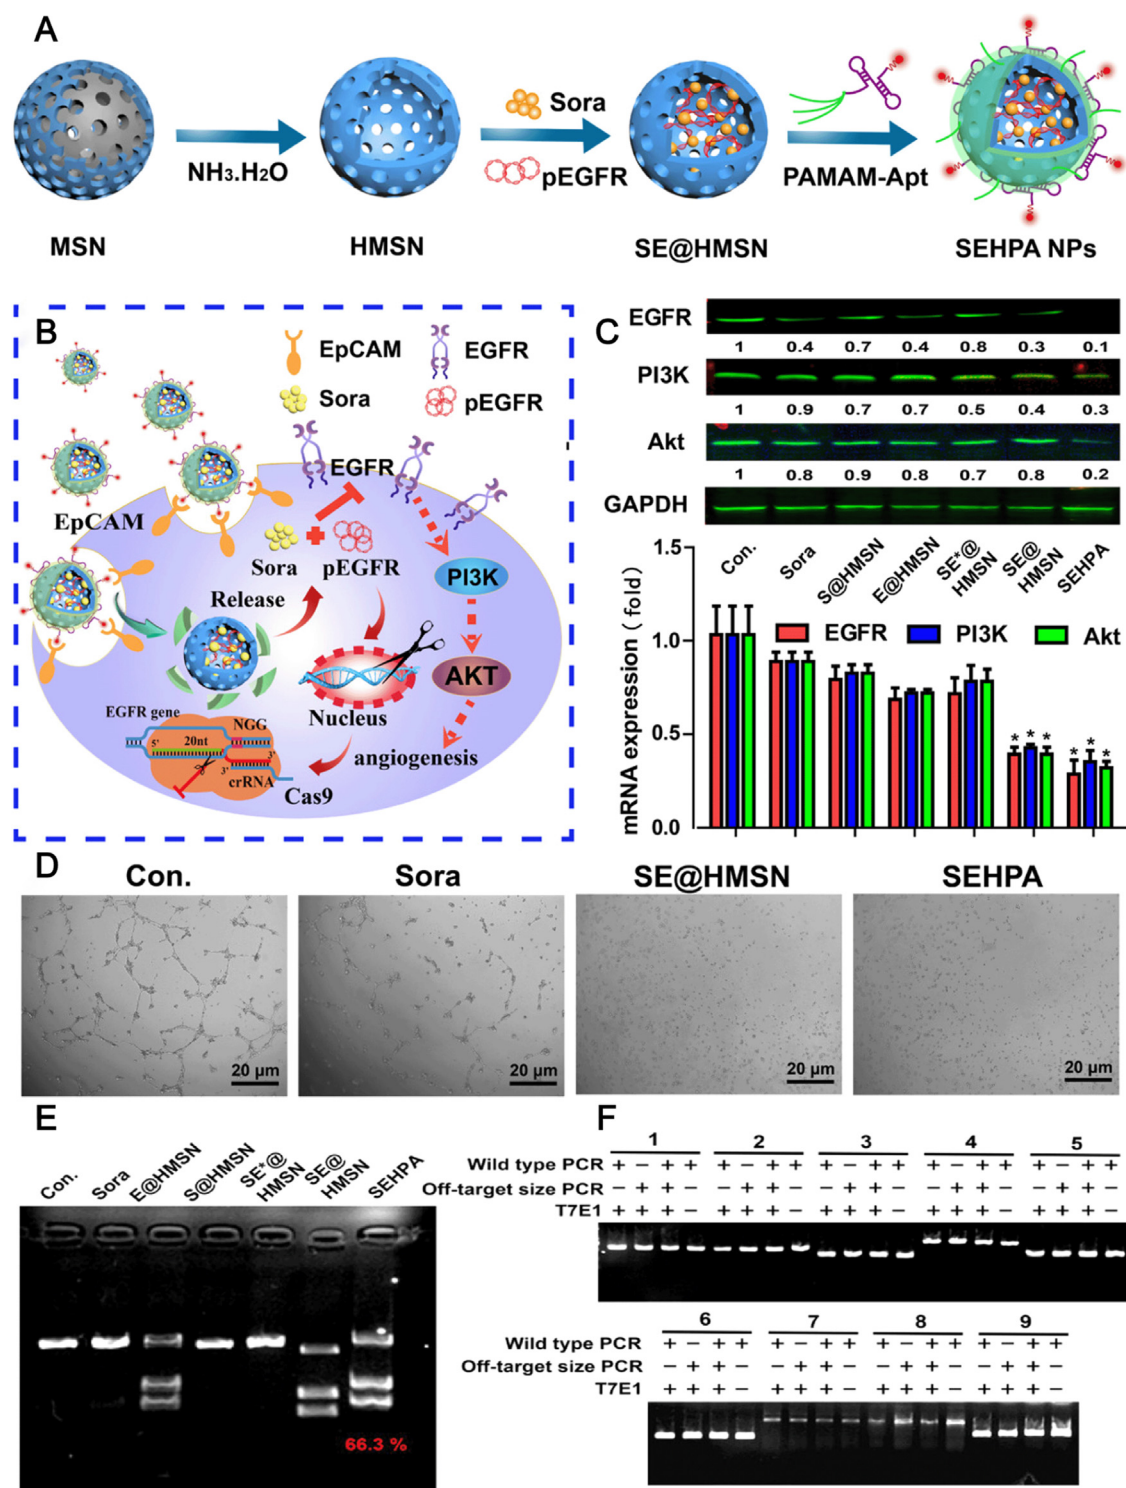 A
Sora
NH3.H2O
pEGFR
PAMAM-Apt
MSN
HMSN
SE@HMSN
SEHPA NPs
B
EpCAM
EGFR
Sora
pEGFR
EGFR
EpCAM
Sora
pEGFR
PI3K
Release
AKT
Nucleus
EGFR gene
NGG
5'
20nt
3'
3'
crRNA
angiogenesis
Cas9
C
EGFR
1 0.4 0.7 0.4 0.8 0.3 0.1
PI3K
1 0.9 0.7 0.7 0.5 0.4 0.3
Akt
1 0.8 0.9 0.8 0.7 0.8 0.2
GAPDH
Con.
Sora
S@HMSN
E@HMSN
SE*@
HMSN
SE@
HMSN
SEHPA
mRNA expression (fold)
1.5
1.0
0.5
0.0
EGFR PI3K Akt
* * * * * *
D
Con.
Sora
SE@HMSN
SEHPA
20 μm
20 μm
20 μm
20 μm
E
Con.
Sora
E@HMSN
S@HMSN
SE*@
HMSN
SE@
HMSN
SEHPA
66.3 %
F
1 2 3 4 5
Wild type PCR + − + + + − + + + − + + + − + + + − + +
Off-target size PCR − + + − − + + − − + + − − + + − − + + −
T7E1 + + + − + + + − + + + − + + + − + + + −
6 7 8 9
Wild type PCR + − + + + − + + + − + + + − + +
Off-target size PCR − + + − − + + − − + + − − + + −
T7E1 + + + − + + + − + + + − + + + −